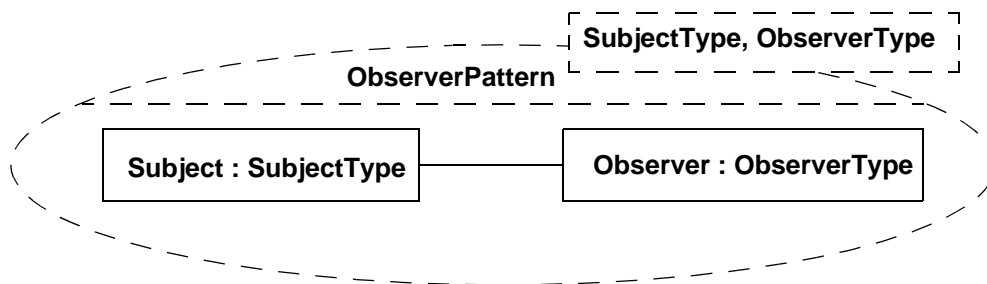 SubjectType, ObserverType
ObserverPattern
Subject : SubjectType
Observer : ObserverType